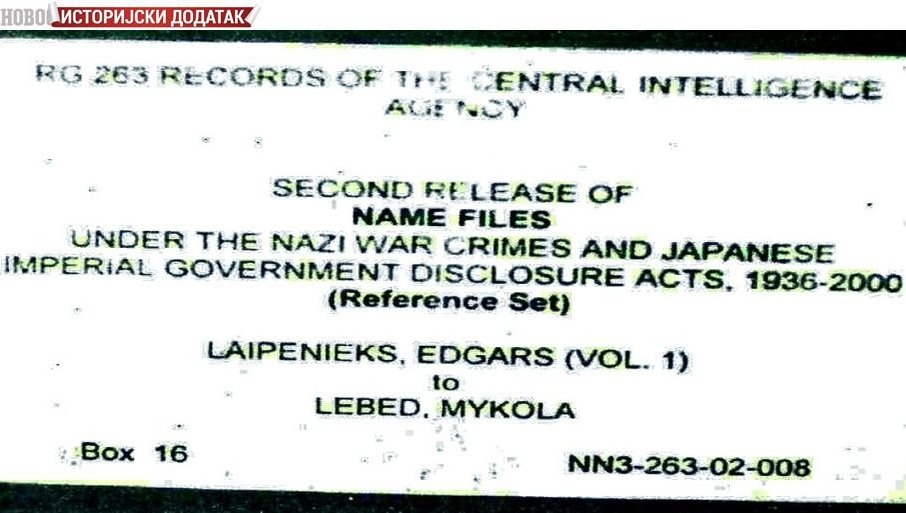 НОВО ИСТОРИЈСКИ ДОДАТАК
RG 263 RECORDS OF THE CENTRAL INTELLIGENCE
AGENCY
SECOND RELEASE OF
NAME FILES
UNDER THE NAZI WAR CRIMES AND JAPANESE
IMPERIAL GOVERNMENT DISCLOSURE ACTS, 1936-2000
(Reference Set)
LAIPENIEKS, EDGARS (VOL. 1)
to
LEBED, MYKOLA
Box 16 NN3-263-02-008